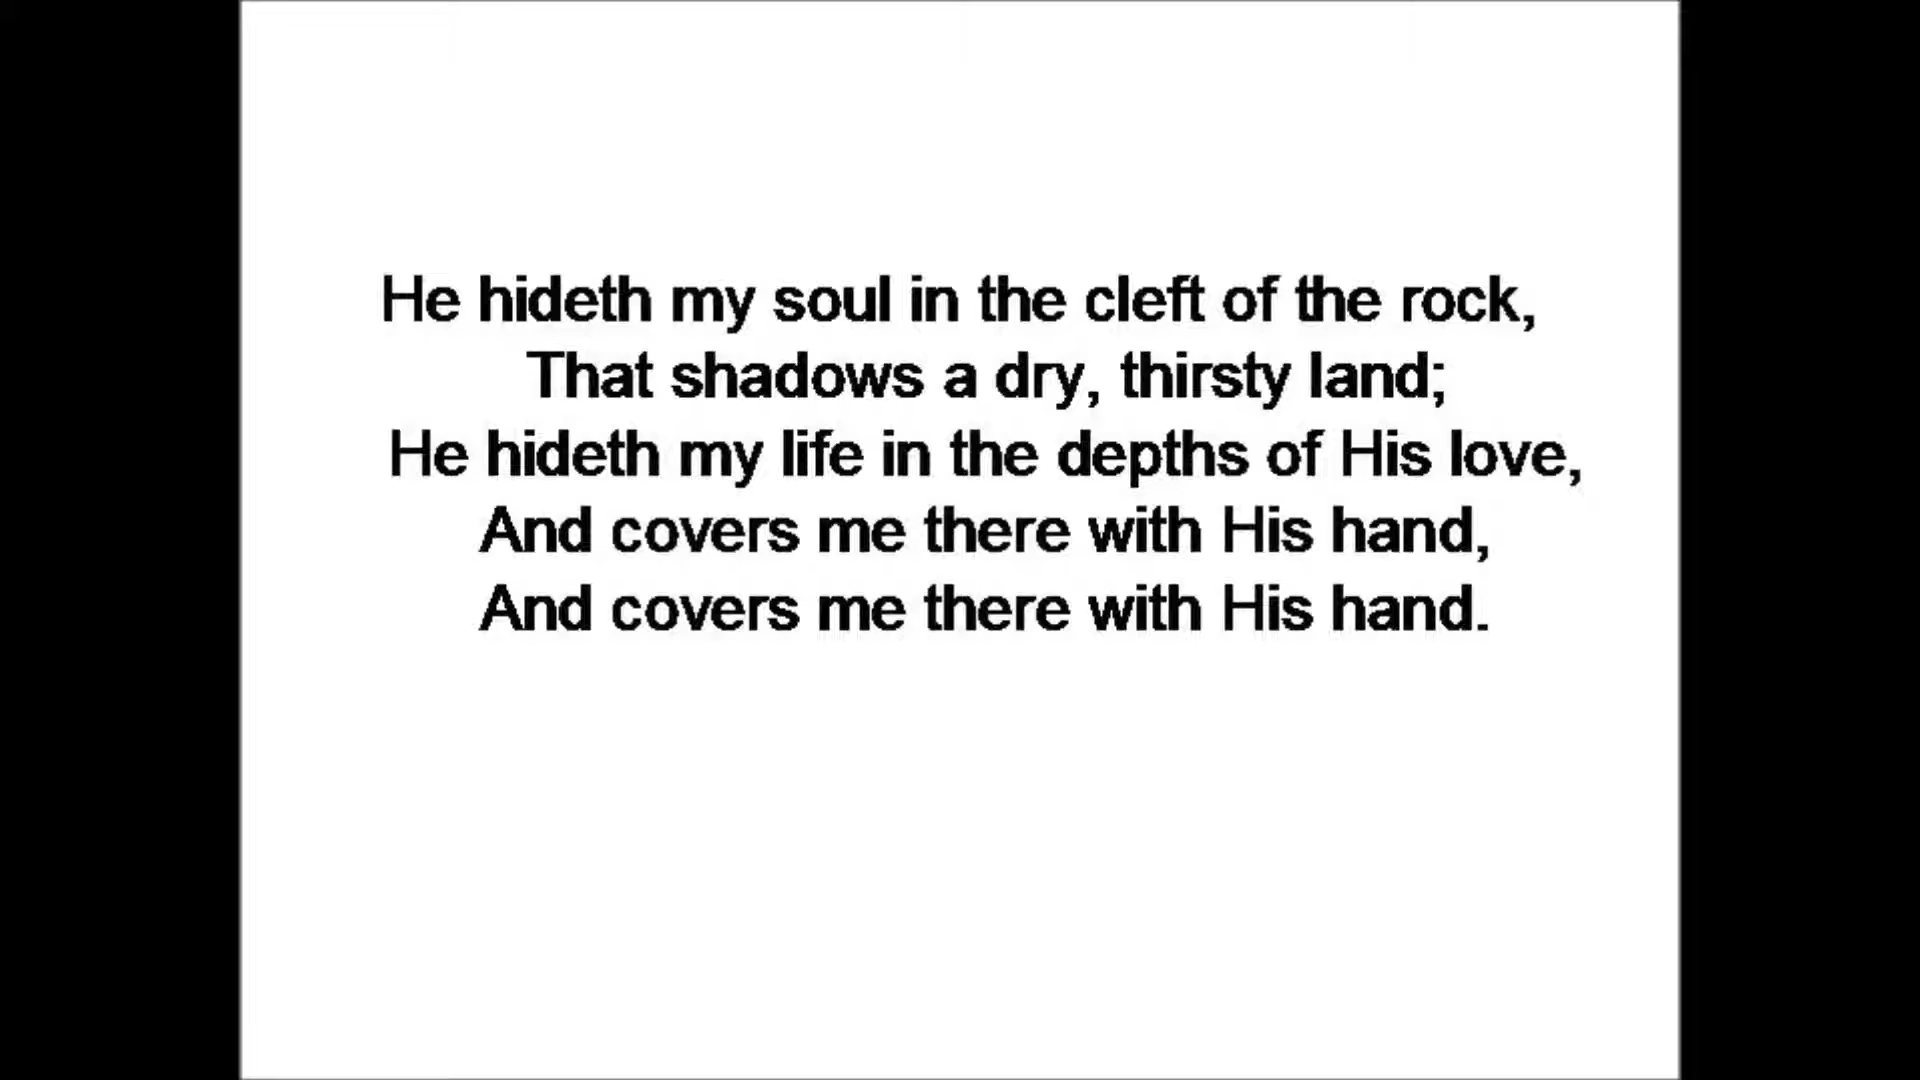 He hideth my soul in the cleft of the rock,
That shadows a dry, thirsty land;
He hideth my life in the depths of His love,
And covers me there with His hand,
And covers me there with His hand.